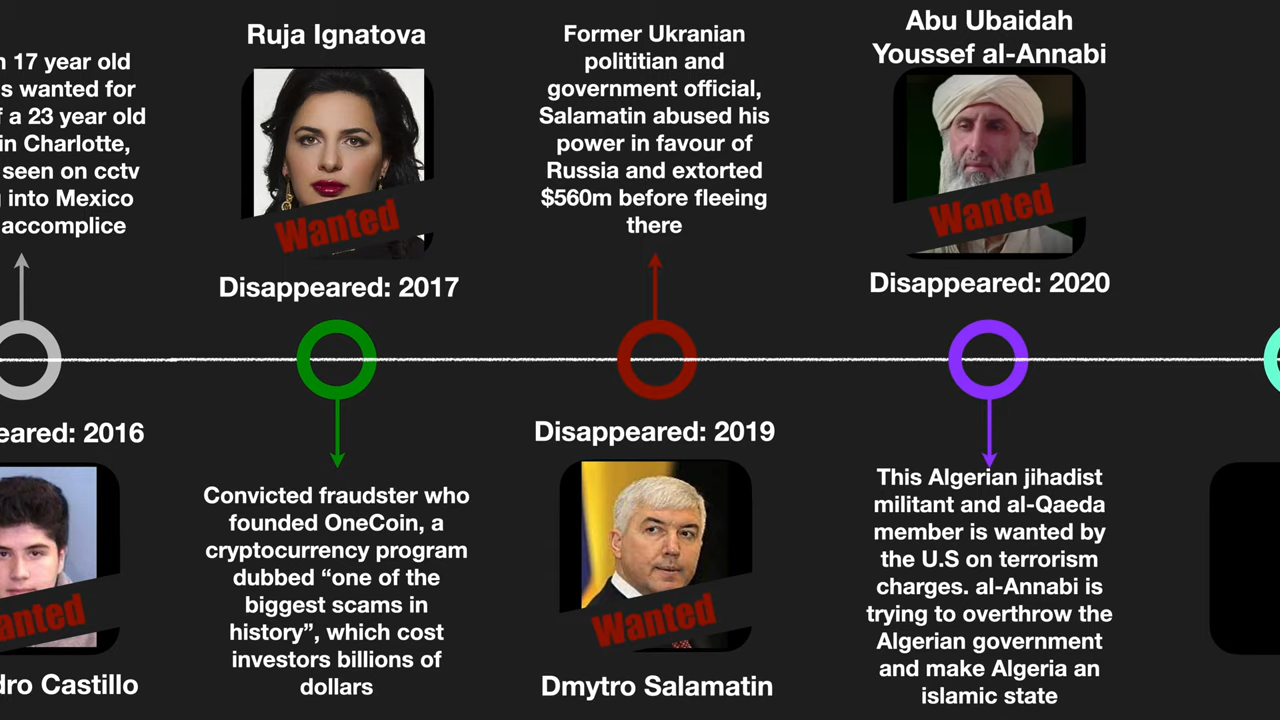 n 17 year old
s wanted for
f a 23 year old
in Charlotte,
seen on cctv
g into Mexico
accomplice
eared: 2016
anted
dro Castillo
Ruja Ignatova
Wanted
Disappeared: 2017
Convicted fraudster who
founded OneCoin, a
cryptocurrency program
dubbed “one of the
biggest scams in
history”, which cost
investors billions of
dollars
Former Ukranian
polititian and
government official,
Salamatin abused his
power in favour of
Russia and extorted
$560m before fleeing
there
Disappeared: 2019
Wanted
Dmytro Salamatin
Abu Ubaidah
Youssef al-Annabi
Wanted
Disappeared: 2020
This Algerian jihadist
militant and al-Qaeda
member is wanted by
the U.S on terrorism
charges. al-Annabi is
trying to overthrow the
Algerian government
and make Algeria an
islamic state